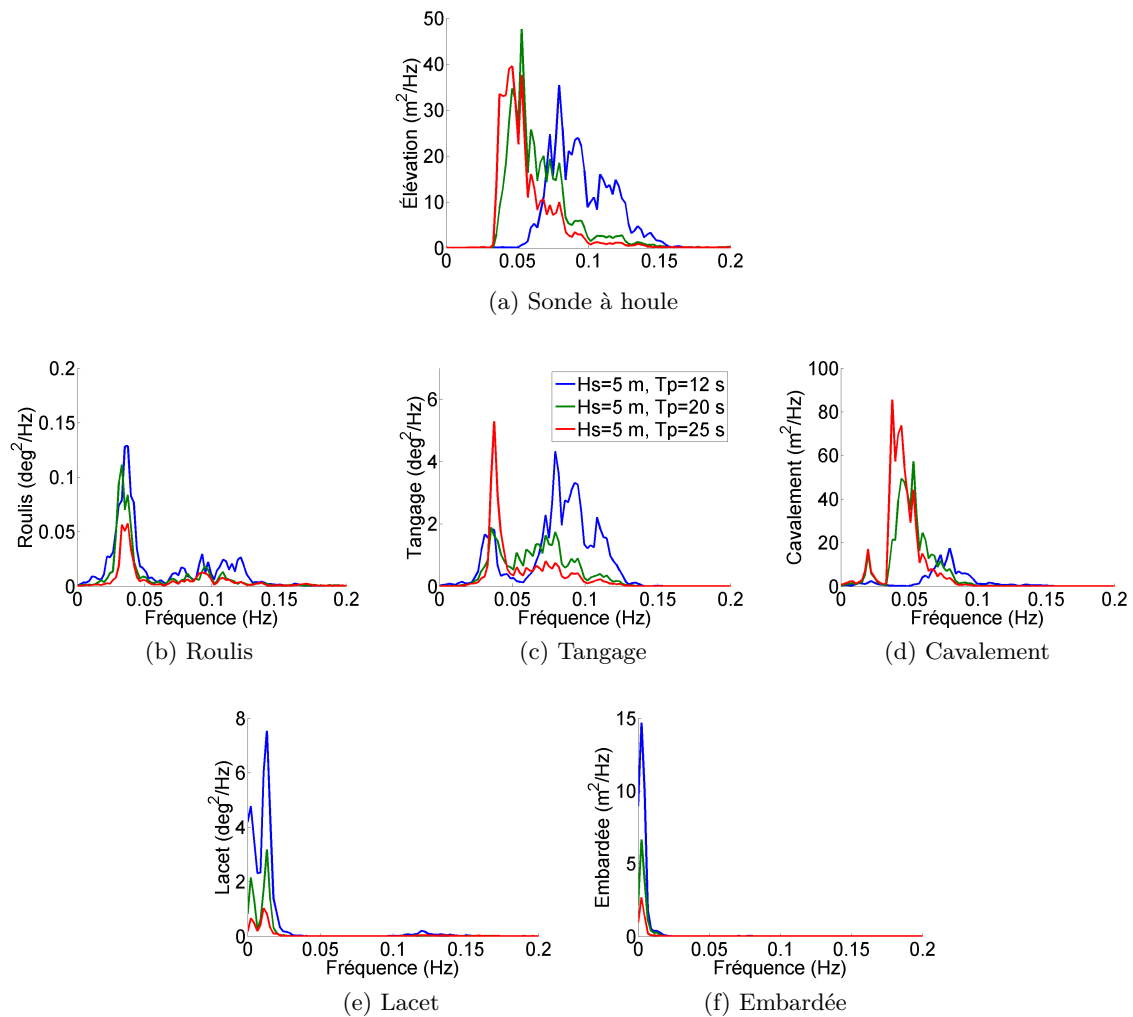 50
40
30
20
10
0
Élévation (m²/Hz)
0 0.05 0.1 0.15 0.2
(a) Sonde à houle
0.2
0.15
0.1
0.05
0
Roulis (deg²/Hz)
0 0.05 0.1 0.15 0.2
Fréquence (Hz)
(b) Roulis
6
4
2
0
Tangage (deg²/Hz)
Hs=5 m, Tp=12 s
Hs=5 m, Tp=20 s
Hs=5 m, Tp=25 s
0 0.05 0.1 0.15 0.2
Fréquence (Hz)
(c) Tangage
100
80
60
40
20
0
Cavalement (m²/Hz)
0 0.05 0.1 0.15 0.2
Fréquence (Hz)
(d) Cavalement
8
6
4
2
0
Lacet (deg²/Hz)
0 0.05 0.1 0.15 0.2
Fréquence (Hz)
(e) Lacet
15
10
5
0
Embardée (m²/Hz)
0 0.05 0.1 0.15 0.2
Fréquence (Hz)
(f) Embardée